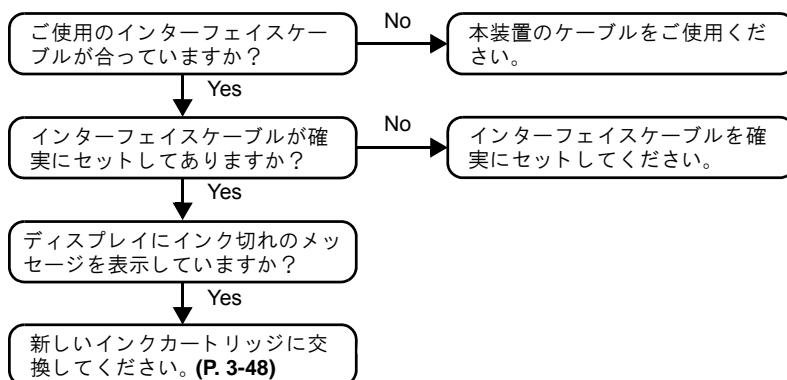 ご使用のインターフェイスケー
ブルが合っていますか?
No
本装置のケーブルをご使用くだ
さい。
Yes
インターフェイスケーブルが確
実にセットしてありますか?
No
インターフェイスケーブルを確
実にセットしてください。
Yes
ディスプレイにインク切れのメッ
セージを表示していますか?
Yes
新しいインクカートリッジに交
換してください。(P. 3-48)